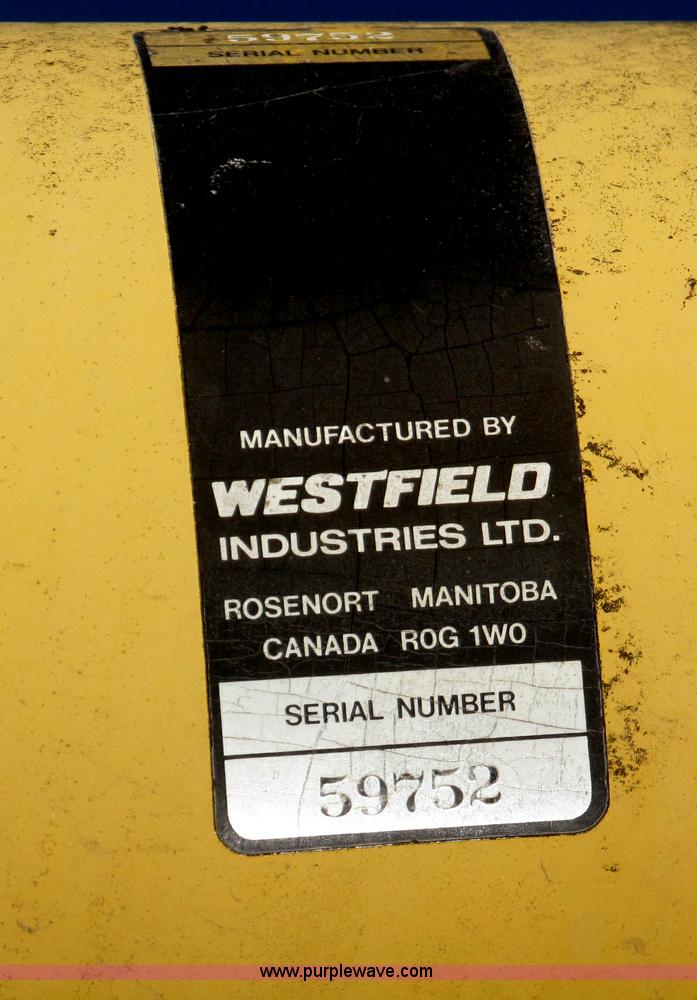 59752
SERIAL NUMBER
MANUFACTURED BY
WESTFIELD
INDUSTRIES LTD.
ROSENORT MANITOBA
CANADA R0G 1W0
SERIAL NUMBER
59752
www.purplewave.com